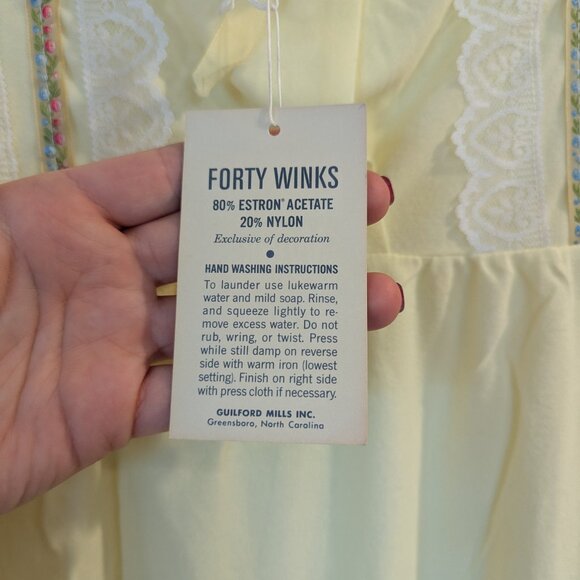 FORTY WINKS
80% ESTRON® ACETATE
20% NYLON
Exclusive of decoration
HAND WASHING INSTRUCTIONS
To launder use lukewarm
water and mild soap. Rinse,
and squeeze lightly to re-
move excess water. Do not
rub, wring, or twist. Press
while still damp on reverse
side with warm iron (lowest
setting). Finish on right side
with press cloth if necessary.
GUILFORD MILLS INC.
Greensboro, North Carolina